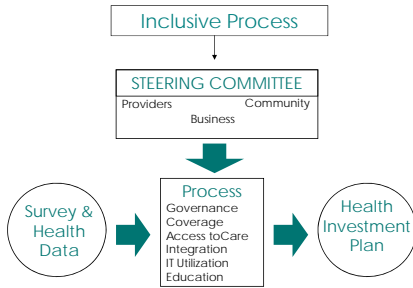 Inclusive Process
STEERING COMMITTEE
Providers Community
Business
Survey &
Health
Data
Process
Governance
Coverage
Access toCare
Integration
IT Utilization
Education
Health
Investment
Plan